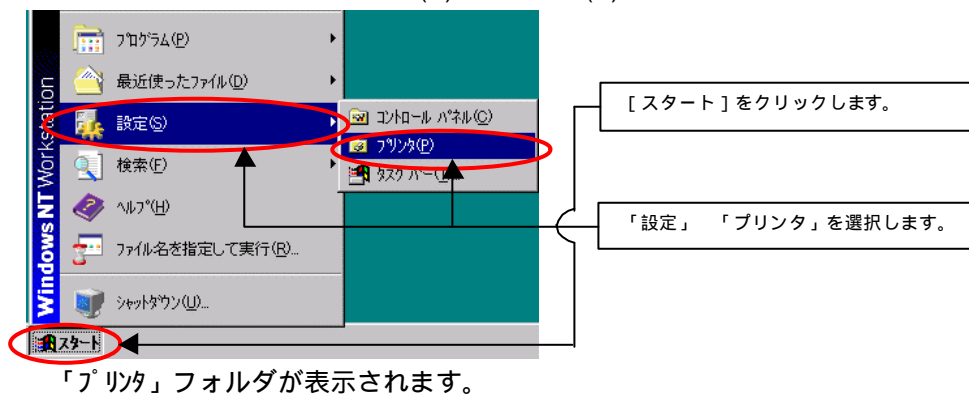 (P)
(P)
Windows NT Workstation
ﾌﾟﾛｸﾞﾗﾑ(P)
最近使ったﾌｧｲﾙ(D)
設定(S)
検索(F)
ﾍﾙﾌﾟ(H)
ﾌｧｲﾙ名を指定して実行(R)...
ｼｬｯﾄﾀﾞｳﾝ(U)...
ｺﾝﾄﾛｰﾙ ﾊﾟﾈﾙ(C)
ﾌﾟﾘﾝﾀ(P)
ﾀｽｸ ﾊﾞｰ
スタート
[スタート]をクリックします。
「設定」 「プリンタ」を選択します。
「ﾌﾟﾘﾝﾀ」フォルダが表示されます。